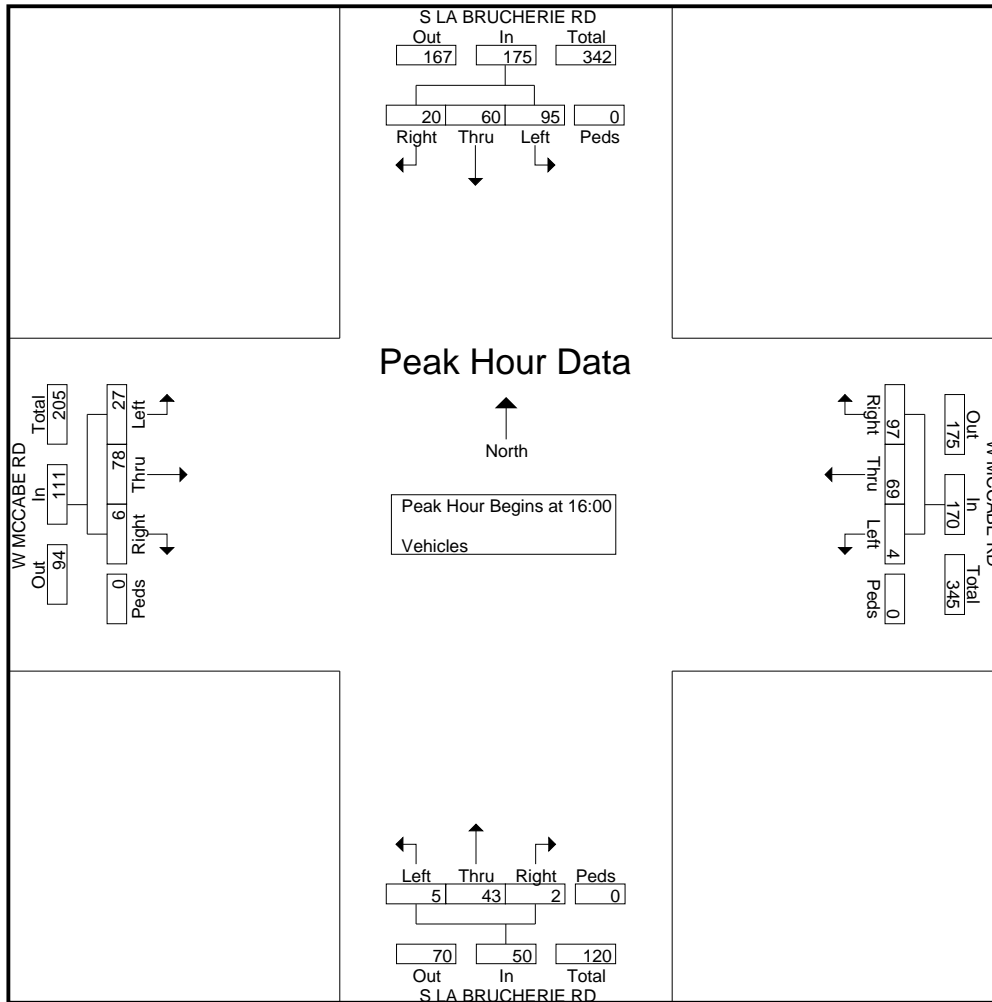 S LA BRUCHERIE RD
Out In Total
167 175 342
20 60 95 0
Right Thru Left Peds
Peak Hour Data
North
Peak Hour Begins at 16:00
Vehicles
W MCCABE RD
Total In Out
205 111 94
27 78 6 0
Left Thru Right Peds
W MCCABE RD
Out In Total
175 170 345
97 69 4 0
Right Thru Left Peds
Left Thru Right Peds
5 43 2 0
70 50 120
Out In Total
S LA BRUCHERIE RD